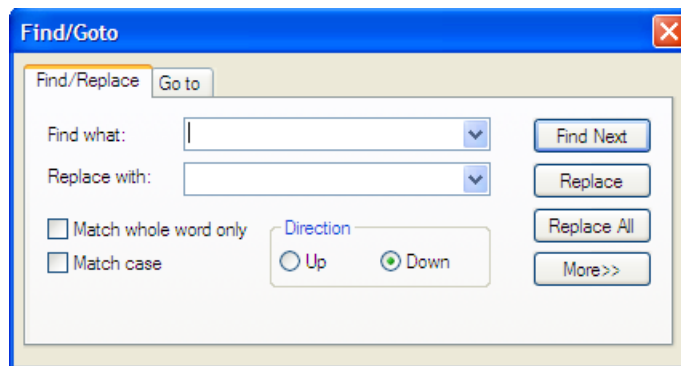 Find/Goto
Find/Replace Go to
Find what: Find Next
Replace with: Replace
Match whole word only Direction Replace All
Match case Up Down More>>